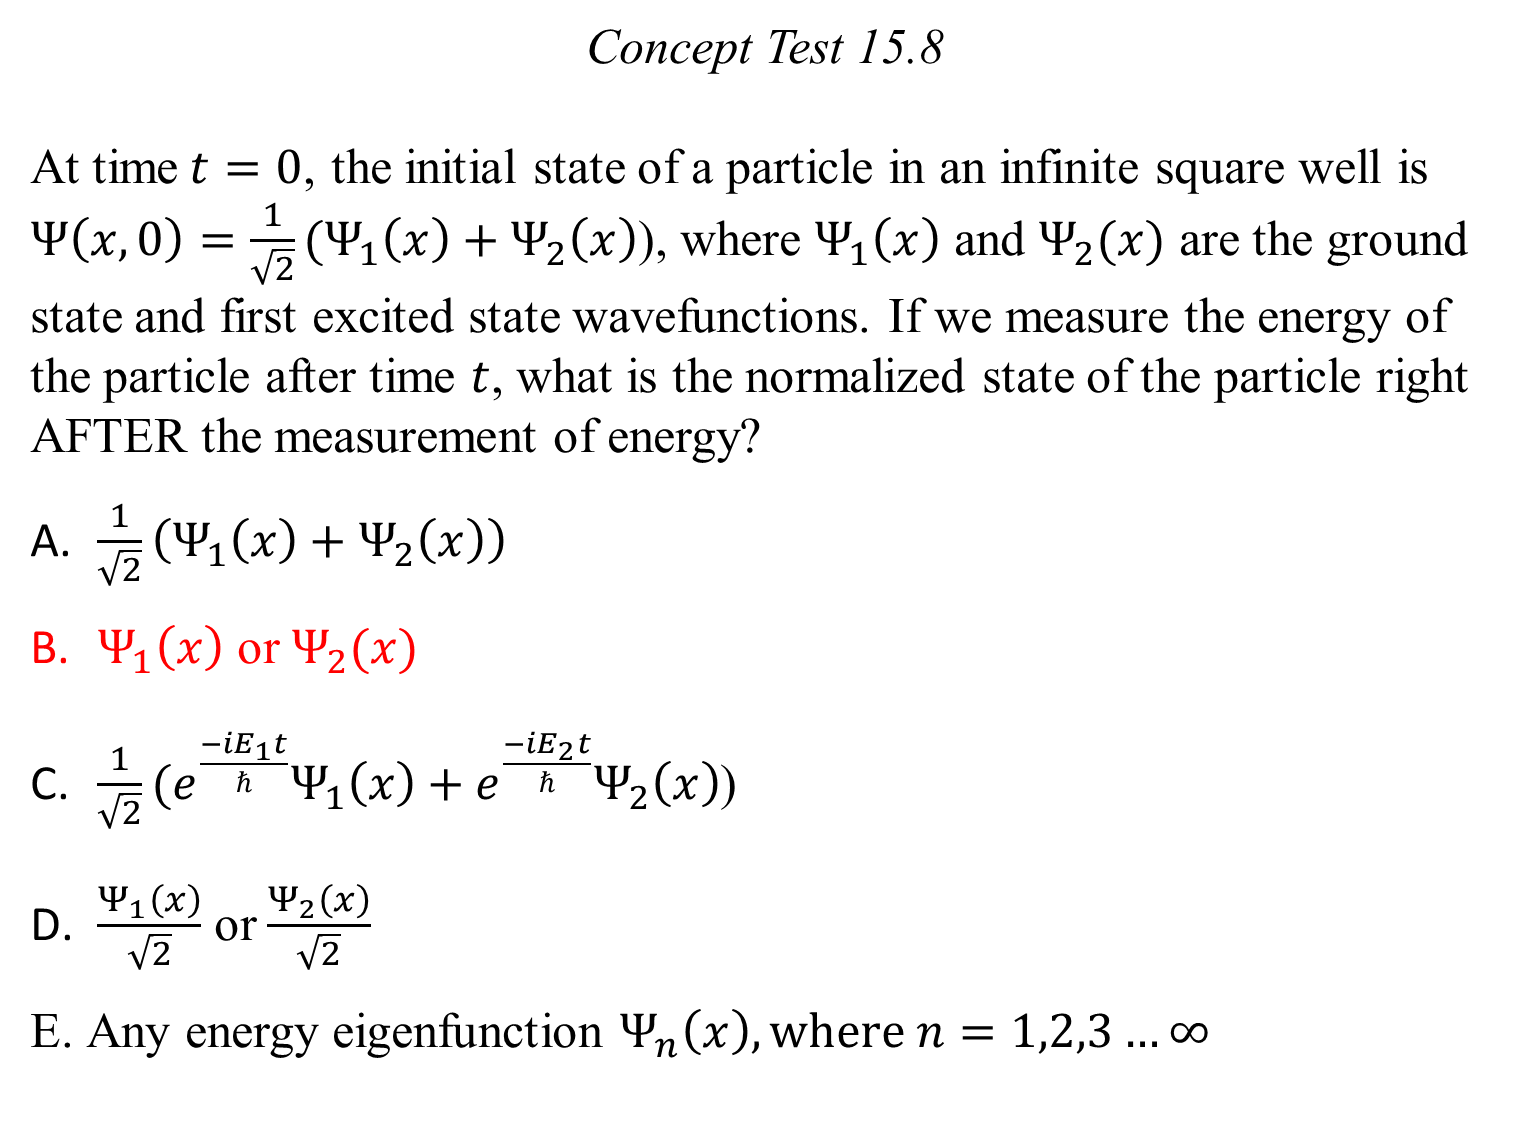 Concept Test 15.8
At time t = 0, the initial state of a particle in an infinite square well is
Ψ(x, 0) = 1/√2 (Ψ₁(x) + Ψ₂(x)), where Ψ₁(x) and Ψ₂(x) are the ground
state and first excited state wavefunctions. If we measure the energy of
the particle after time t, what is the normalized state of the particle right
AFTER the measurement of energy?
A. 1/√2 (Ψ₁(x) + Ψ₂(x))
B. Ψ₁(x) or Ψ₂(x)
C. 1/√2 (e^(−iE₁t/ħ) Ψ₁(x) + e^(−iE₂t/ħ) Ψ₂(x))
D. Ψ₁(x)/√2 or Ψ₂(x)/√2
E. Any energy eigenfunction Ψₙ(x), where n = 1,2,3 … ∞